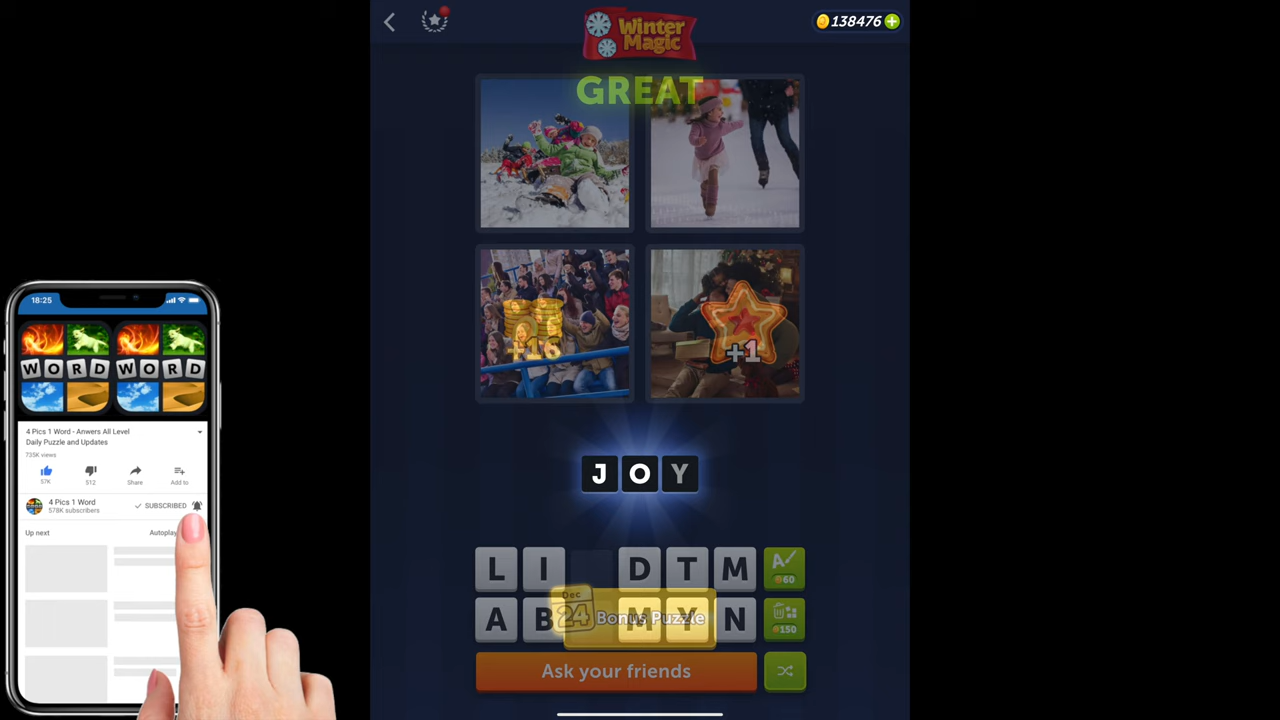 18:25
W O R D W O R D
4 Pics 1 Word - Anwers All Level
Daily Puzzle and Updates
735K views
57K 512 Share Add to
4 Pics 1 Word
578K subscribers
SUBSCRIBED
Up next
Autoplay
Winter
Magic
138476
GREAT
+16
+1
J O Y
L I D T M
60
A B M Y N
150
Dec
24
Bonus Puzzle
Ask your friends